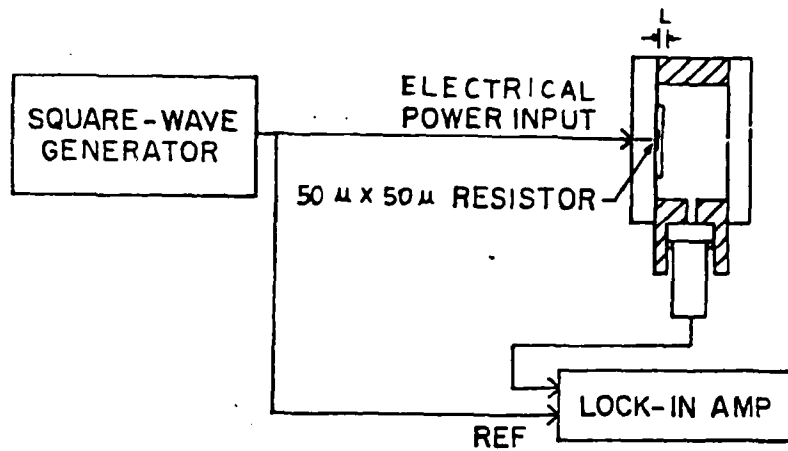 L
SQUARE-WAVE
GENERATOR
ELECTRICAL
POWER INPUT
50 μ X 50 μ RESISTOR
LOCK-IN AMP
REF